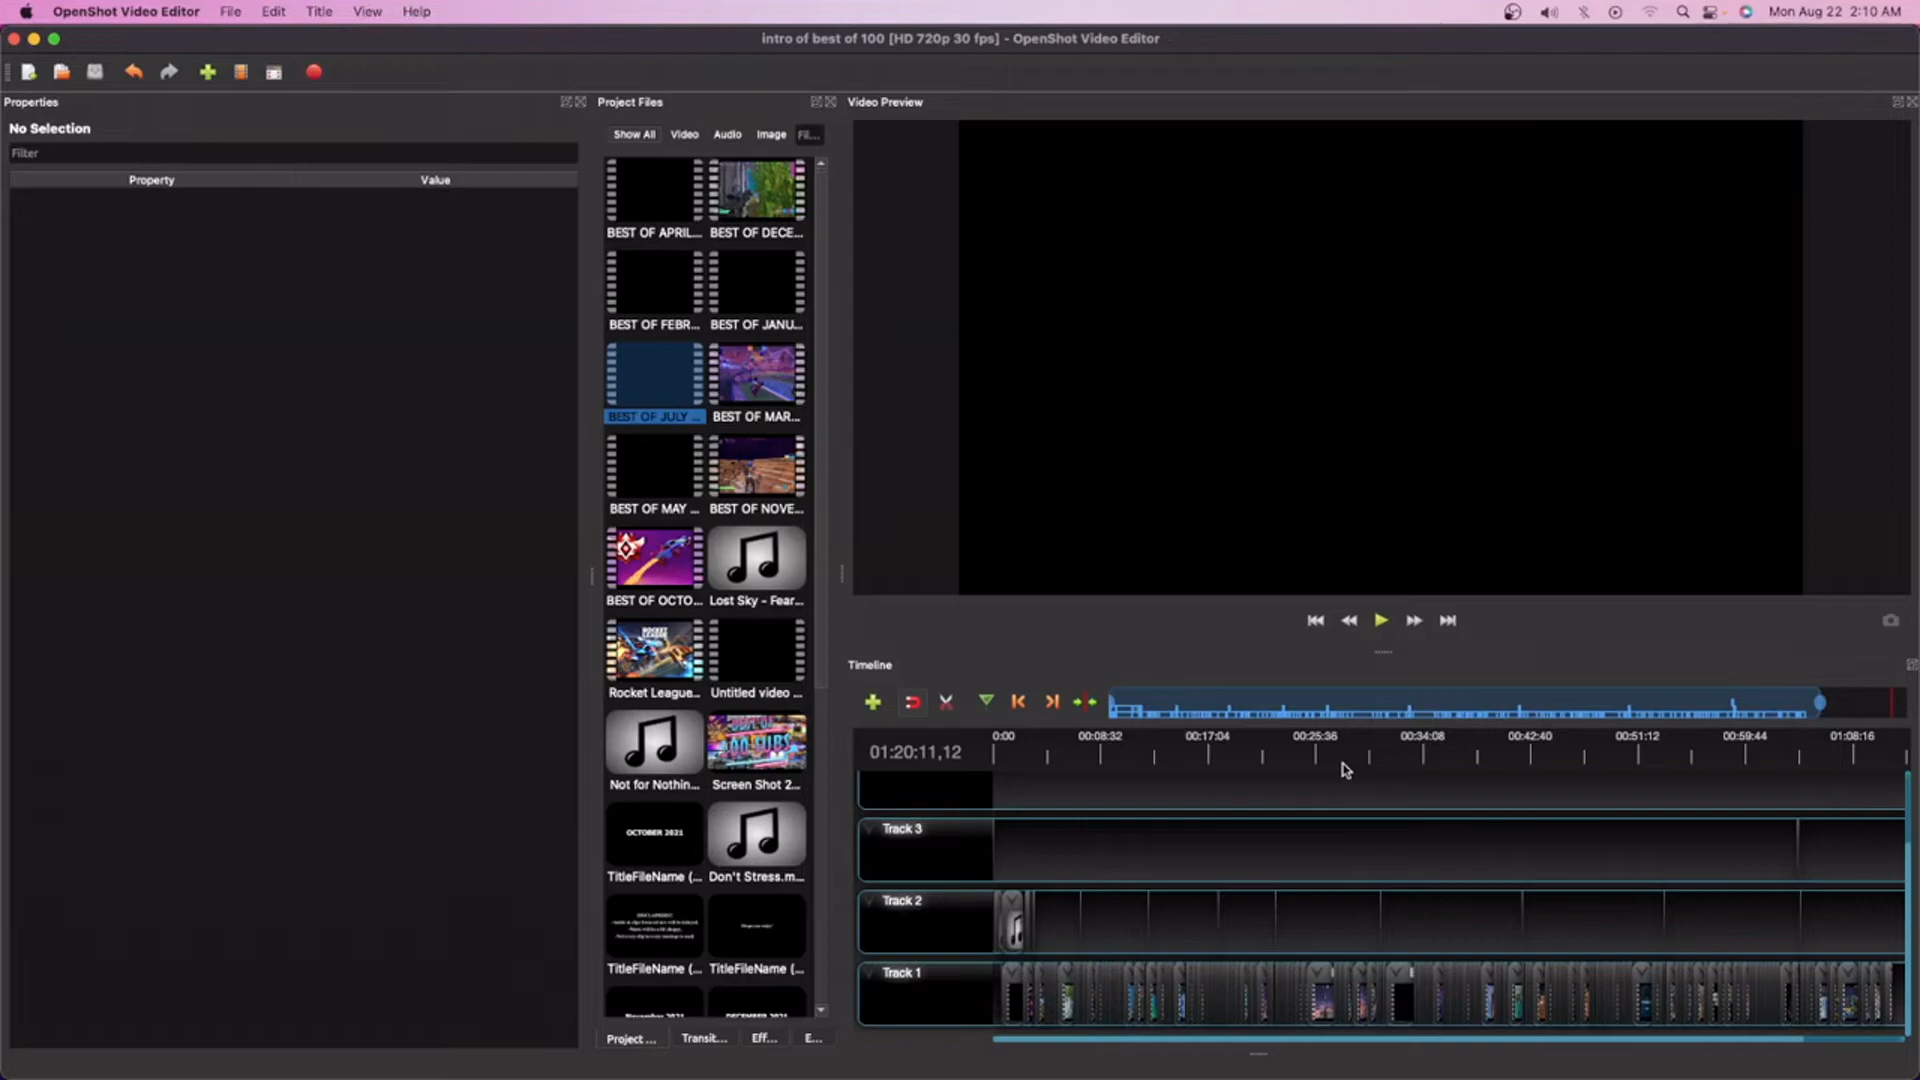 OpenShot Video Editor File Edit Title View Help Mon Aug 22 2:10 AM
intro of best of 100 [HD 720p 30 fps] - OpenShot Video Editor
Properties
Project Files
Video Preview
No Selection
Filter
Property Value
Show All Video Audio Image Fil...
BEST OF APRIL... BEST OF DECE...
BEST OF FEBR... BEST OF JANU...
BEST OF JULY ... BEST OF MAR...
BEST OF MAY ... BEST OF NOVE...
BEST OF OCTO... Lost Sky - Fear...
ROCKET LEAGUE
Rocket League... Untitled video ...
Not for Nothin... Screen Shot 2...
OCTOBER 2021
TitleFileName (... Don't Stress.m...
TitleFileName (... TitleFileName (...
November 2021 DECEMBER 2021
Project ... Transit... Eff... E...
Timeline
01:20:11,12
0:00 00:08:32 00:17:04 00:25:36 00:34:08 00:42:40 00:51:12 00:59:44 01:08:16
Track 3
Track 2
Track 1